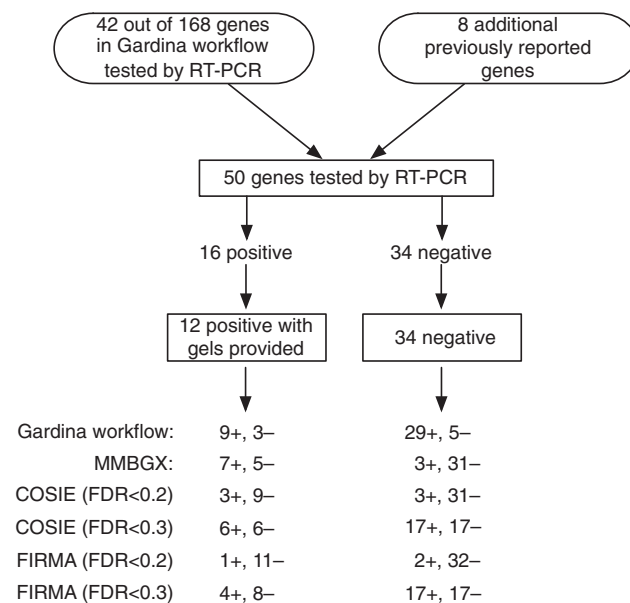 42 out of 168 genes
in Gardina workflow
tested by RT-PCR
8 additional
previously reported
genes
50 genes tested by RT-PCR
16 positive
34 negative
12 positive with
gels provided
34 negative
Gardina workflow: 9+, 3– 29+, 5–
MMBGX: 7+, 5– 3+, 31–
COSIE (FDR<0.2) 3+, 9– 3+, 31–
COSIE (FDR<0.3) 6+, 6– 17+, 17–
FIRMA (FDR<0.2) 1+, 11– 2+, 32–
FIRMA (FDR<0.3) 4+, 8– 17+, 17–